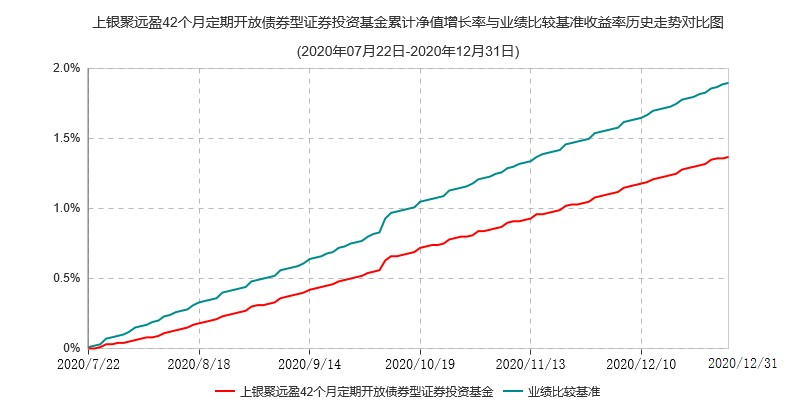 上银聚远盈42个月定期开放债券型证券投资基金累计净值增长率与业绩比较基准收益率历史走势对比图
(2020年07月22日-2020年12月31日)
2.0%
1.5%
1.0%
0.5%
0%
2020/7/22 2020/8/18 2020/9/14 2020/10/19 2020/11/13 2020/12/10 2020/12/31
上银聚远盈42个月定期开放债券型证券投资基金 业绩比较基准